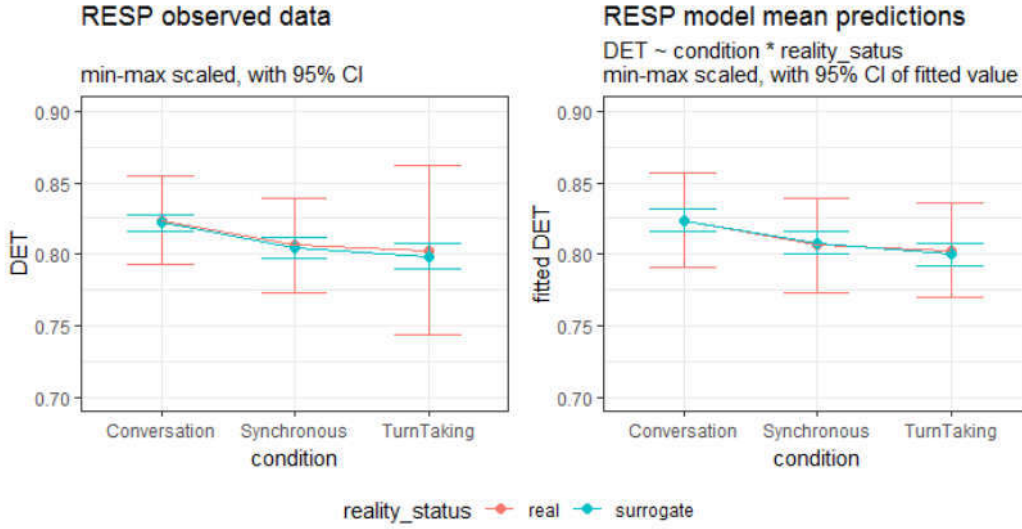 RESP observed data
min-max scaled, with 95% CI
0.90
0.85
0.80
0.75
0.70
DET
Conversation Synchronous TurnTaking
condition
RESP model mean predictions
DET ~ condition * reality_satus
min-max scaled, with 95% CI of fitted value
0.90
0.85
0.80
0.75
0.70
fitted DET
Conversation Synchronous TurnTaking
condition
reality_status real surrogate